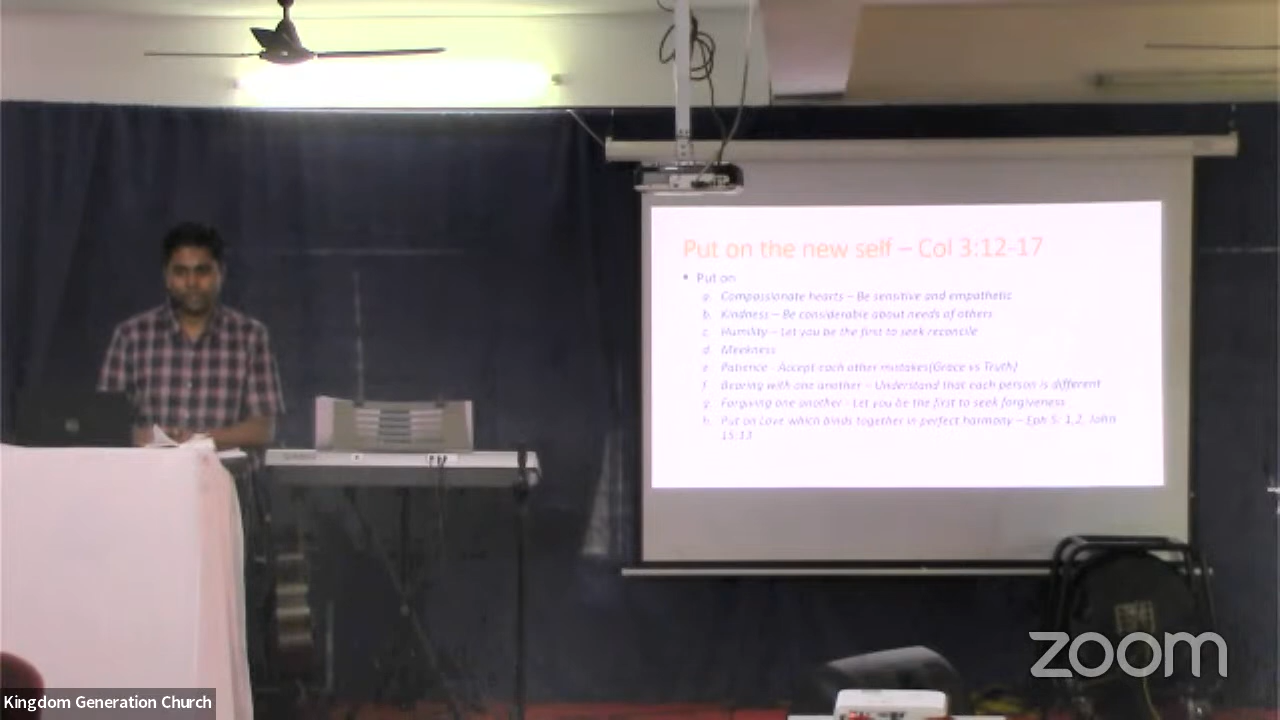 Put on the new self – Col 3:12-17
• Put on
a. Compassionate hearts – Be sensitive and empathetic
b. Kindness – Be considerable about needs of others
c. Humility – Let you be the first to seek reconcile
d. Meekness
e. Patience - Accept each other mistakes(Grace vs Truth)
f. Bearing with one another – Understand that each person is different
g. Forgiving one another - Let you be the first to seek forgiveness
h. Put on Love which binds together in perfect harmony – Eph 5: 1,2, John
15:13
zoom
Kingdom Generation Church